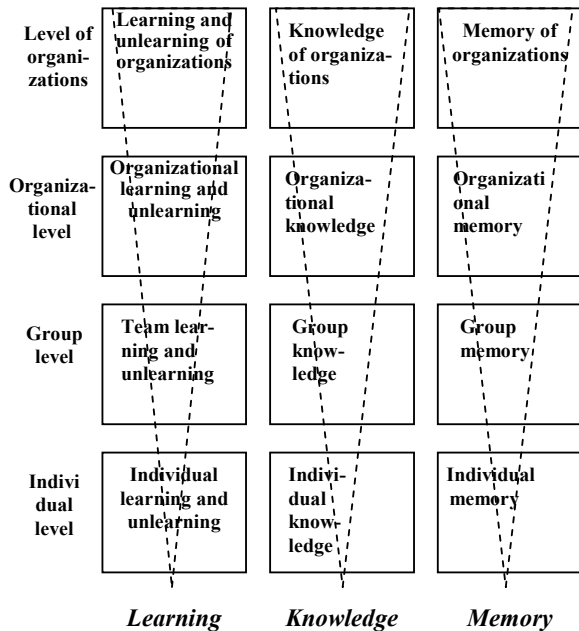 Level of
organi-
zations
Learning and
unlearning of
organizations
Knowledge
of organiza-
tions
Memory of
organizations
Organiza-
tional
level
Organizational
learning and
unlearning
Organiza-
tional
knowledge
Organizati
onal
memory
Group
level
Team lear-
ning and
unlearning
Group
know-
ledge
Group
memory
Indivi
dual
level
Individual
learning and
unlearning
Indivi-
dual
know-
ledge
Individual
memory
Learning
Knowledge
Memory